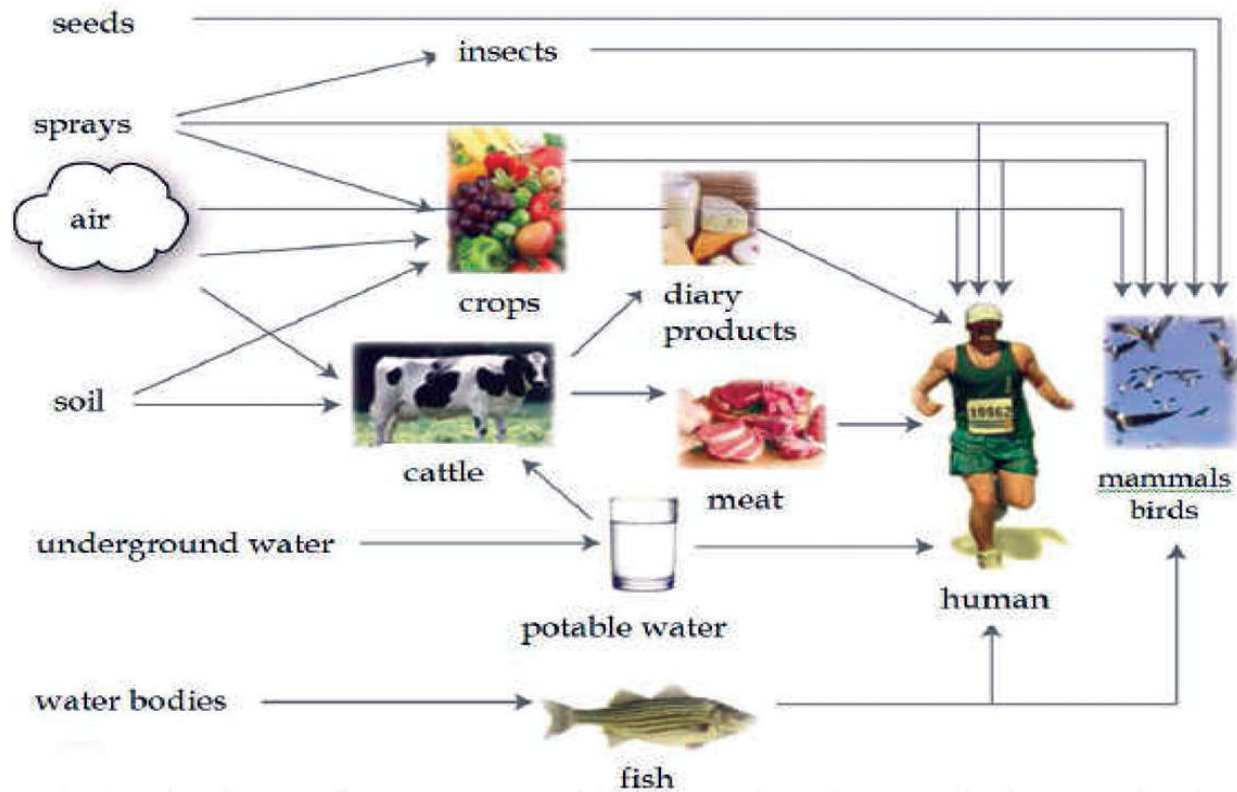 seeds
insects
sprays
air
crops
diary
products
soil
cattle
meat
mammals
birds
underground water
human
potable water
water bodies
fish